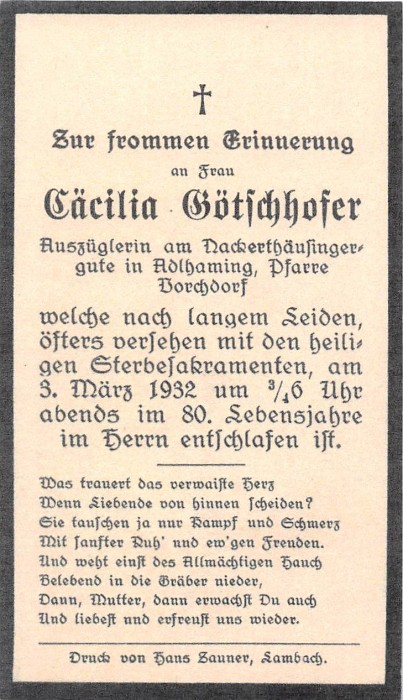 Zur frommen Erinnerung
an Frau
Cäcilia Götschhofer
Auszüglerin am Nackerthäusinger-
gute in Adlhaming, Pfarre
Vorchdorf
welche nach langem Leiden,
öfters versehen mit den heili-
gen Sterbesakramenten, am
3. März 1932 um ¾6 Uhr
abends im 80. Lebensjahre
im Herrn entschlafen ist.
Was trauert das verwaiste Herz
Wenn Liebende von hinnen scheiden?
Sie tauschen ja nur Kampf und Schmerz
Mit sanfter Ruh' und ew'gen Freuden.
Und weht einst des Allmächtigen Hauch
Belebend in die Gräber nieder,
Dann, Mutter, dann erwachst Du auch
Und liebest und erfreust uns wieder.
Druck von Hans Zauner, Lambach.